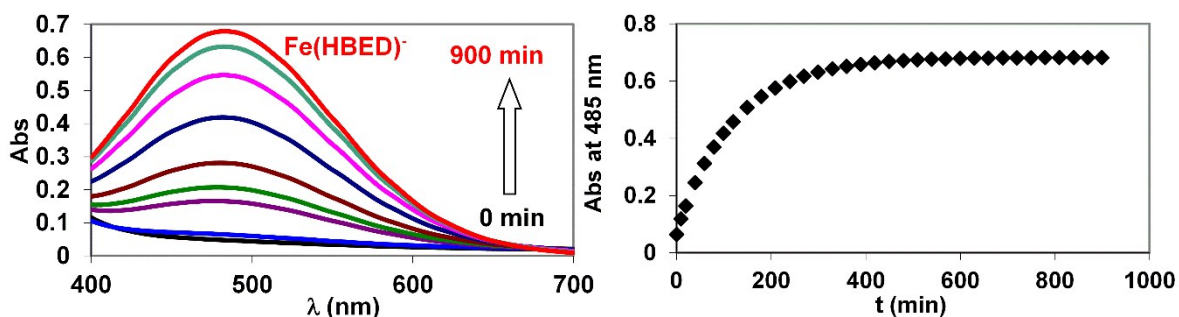 0.7
0.6
0.5
0.4
0.3
0.2
0.1
0
Abs
Fe(HBED)-
900 min
0 min
400 500 600 700
λ (nm)
0.8
0.6
0.4
0.2
0
Abs at 485 nm
0 200 400 600 800 1000
t (min)